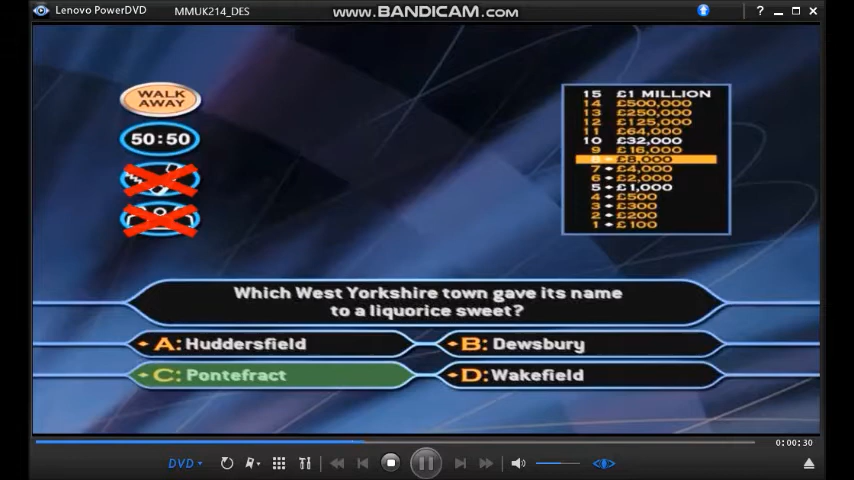 Lenovo PowerDVD
MMUK214_DES
www.BANDICAM.com
?
WALK
AWAY
50:50
15 £1 MILLION
14 £500,000
13 £250,000
12 £125,000
11 £64,000
10 £32,000
9 £16,000
8 £8,000
7 £4,000
6 £2,000
5 £1,000
4 £500
3 £300
2 £200
1 £100
Which West Yorkshire town gave its name
to a liquorice sweet?
A: Huddersfield
B: Dewsbury
C: Pontefract
D: Wakefield
0:00:30
DVD